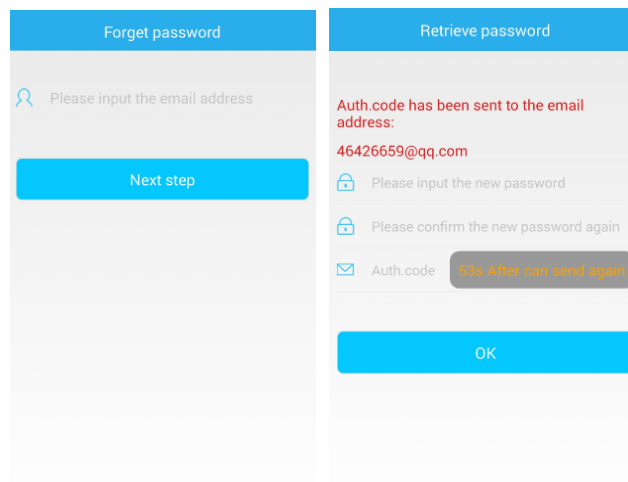 Forget password
Please input the email address
Next step
Retrieve password
Auth.code has been sent to the email
address:
46426659@qq.com
Please input the new password
Please confirm the new password again
Auth.code
53s After can send again
OK